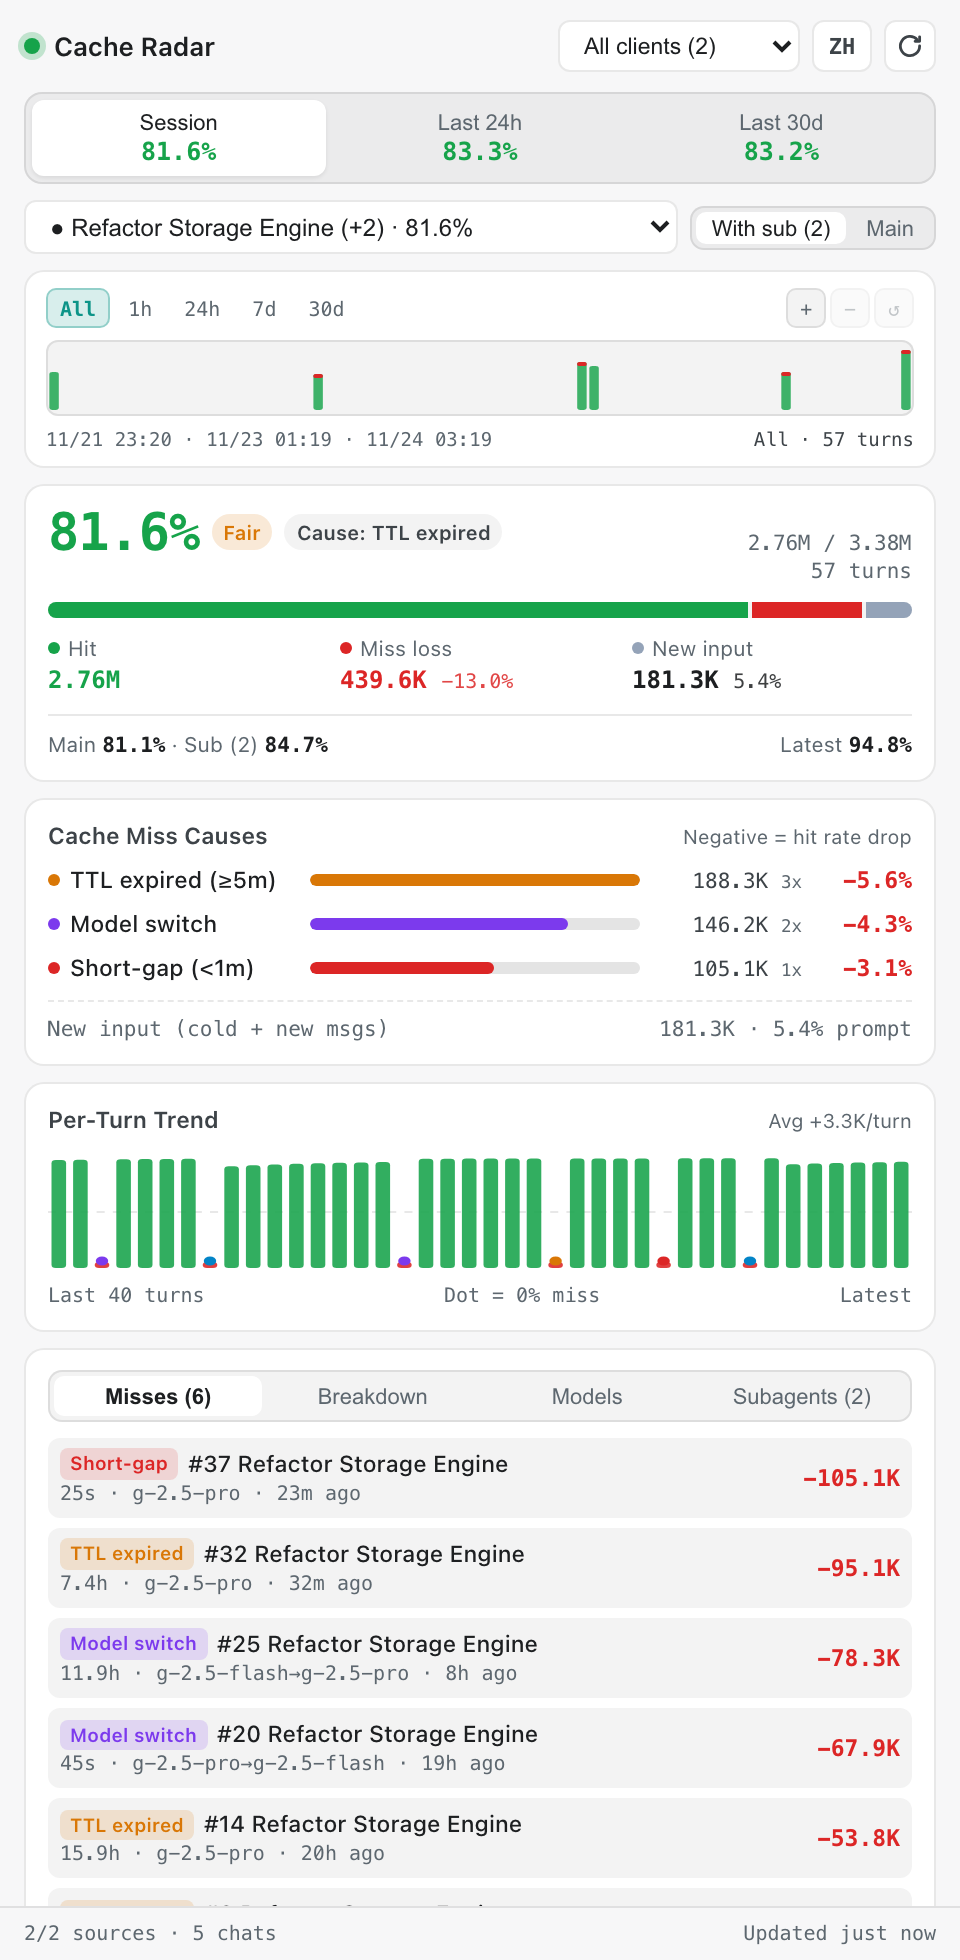 Cache Radar
All clients (2)
ZH
Session
81.6%
Last 24h
83.3%
Last 30d
83.2%
● Refactor Storage Engine (+2) · 81.6%
With sub (2)
Main
All 1h 24h 7d 30d
+ − ↺
11/21 23:20 · 11/23 01:19 · 11/24 03:19
All · 57 turns
81.6% Fair Cause: TTL expired
2.76M / 3.38M
57 turns
Hit
2.76M
Miss loss
439.6K −13.0%
New input
181.3K 5.4%
Main 81.1% · Sub (2) 84.7%
Latest 94.8%
Cache Miss Causes
Negative = hit rate drop
TTL expired (≥5m) 188.3K 3x −5.6%
Model switch 146.2K 2x −4.3%
Short-gap (<1m) 105.1K 1x −3.1%
New input (cold + new msgs) 181.3K · 5.4% prompt
Per-Turn Trend
Avg +3.3K/turn
Last 40 turns
Dot = 0% miss
Latest
Misses (6)
Breakdown
Models
Subagents (2)
Short-gap #37 Refactor Storage Engine
25s · g-2.5-pro · 23m ago
−105.1K
TTL expired #32 Refactor Storage Engine
7.4h · g-2.5-pro · 32m ago
−95.1K
Model switch #25 Refactor Storage Engine
11.9h · g-2.5-flash→g-2.5-pro · 8h ago
−78.3K
Model switch #20 Refactor Storage Engine
45s · g-2.5-pro→g-2.5-flash · 19h ago
−67.9K
TTL expired #14 Refactor Storage Engine
15.9h · g-2.5-pro · 20h ago
−53.8K
2/2 sources · 5 chats
Updated just now